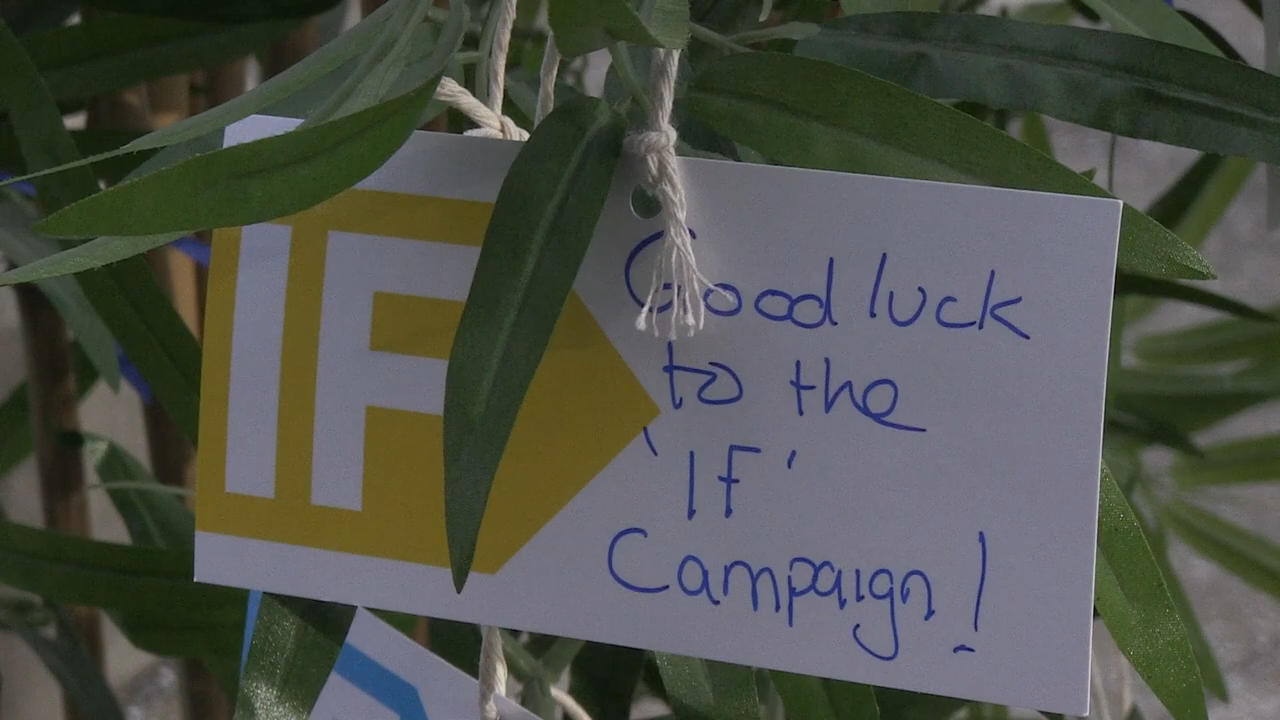 IF
Good luck
to the
'IF'
Campaign!